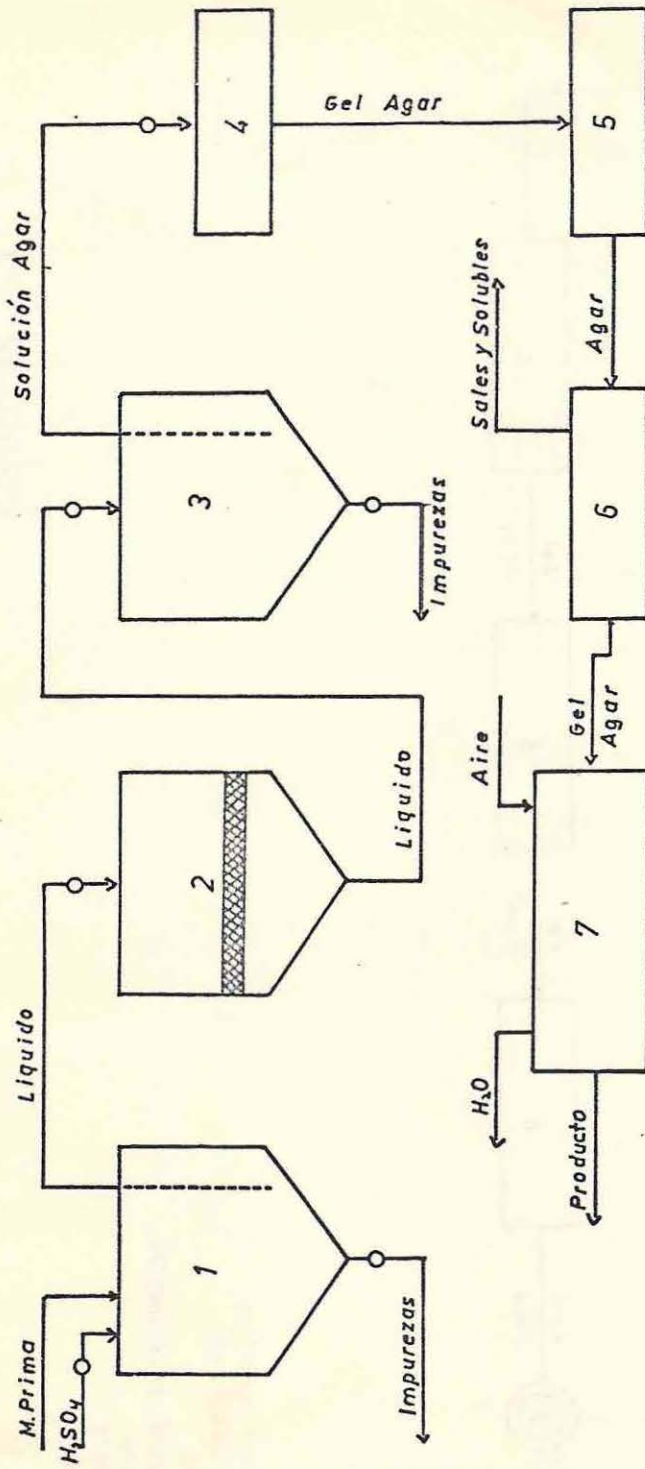 M.Prima
H₂SO₄
1
Impurezas
Liquido
2
Liquido
3
Impurezas
Solución Agar
4
Gel Agar
5
Agar
6
Sales y Solubles
Gel
Agar
Aire
7
H₂O
Producto